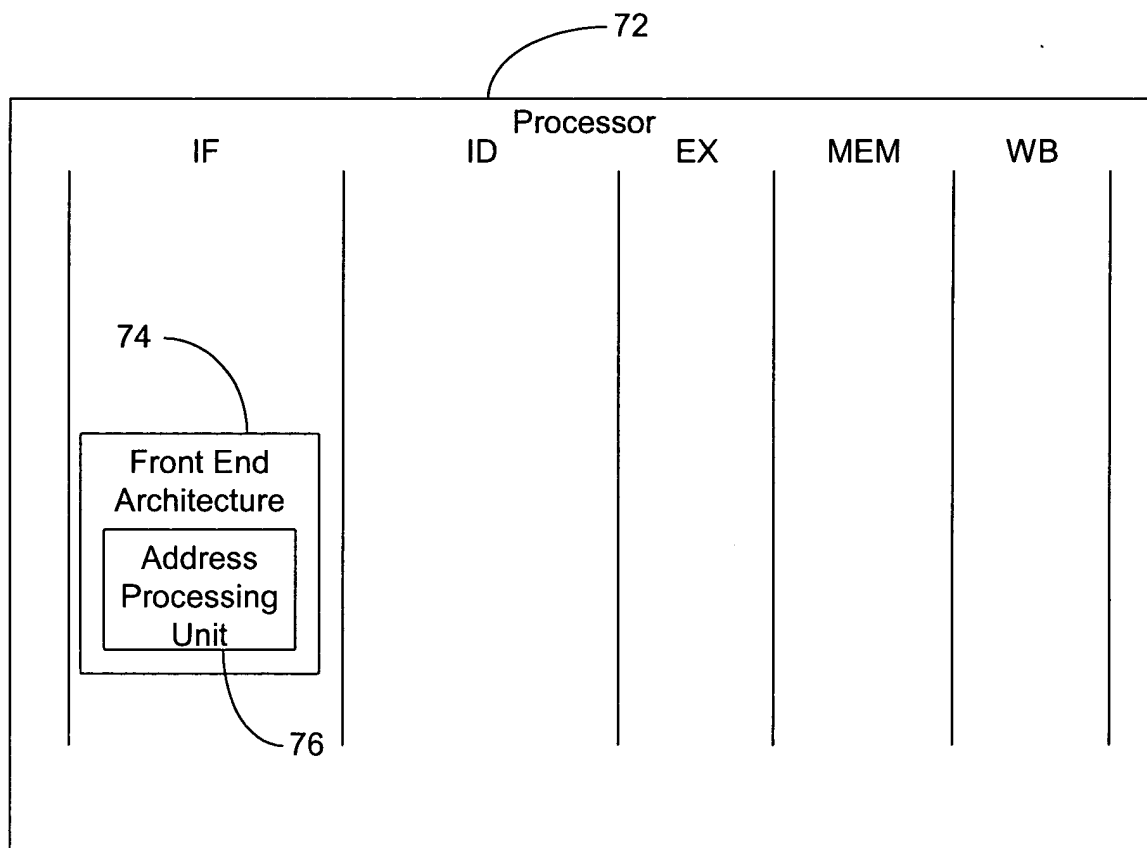 72
Processor
IF ID EX MEM WB
74
Front End
Architecture
Address
Processing
Unit
76